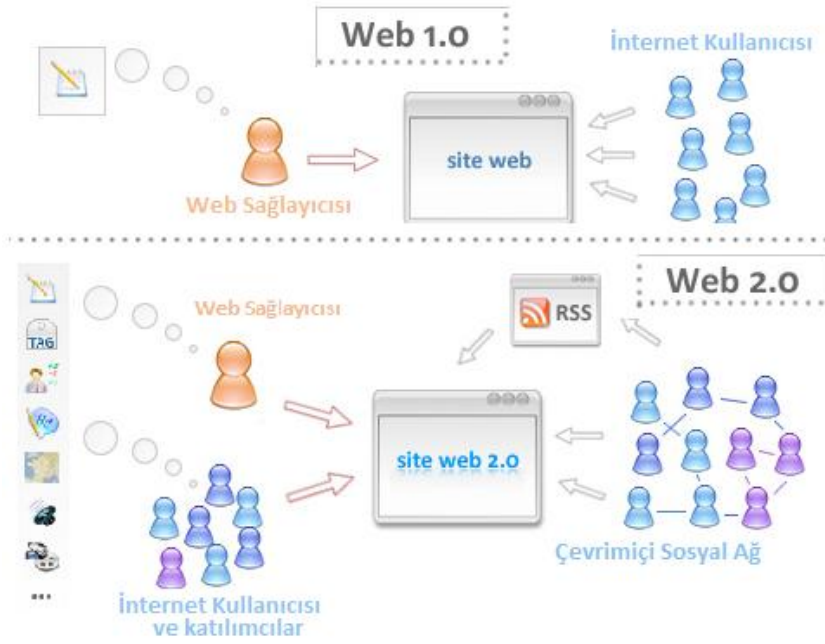 Web 1.0
İnternet Kullanıcısı
site web
Web Sağlayıcısı
Web 2.0
Web Sağlayıcısı
RSS
TAG
site web 2.0
Çevrimiçi Sosyal Ağ
İnternet Kullanıcısı
ve katılımcılar